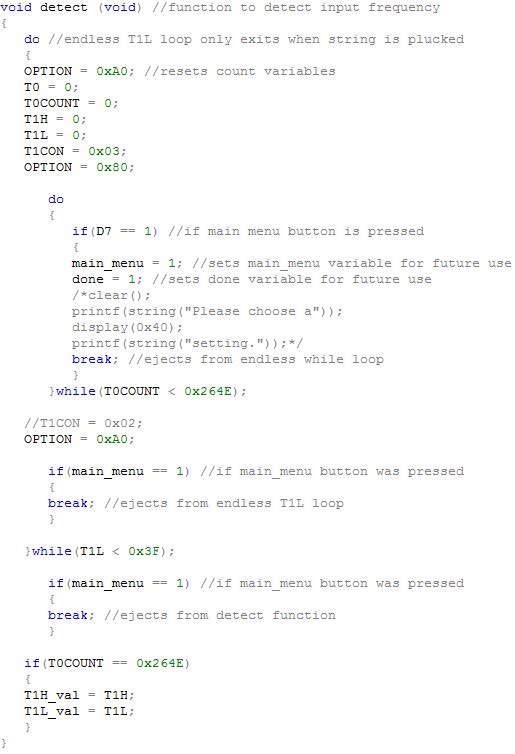 void detect (void) //function to detect input frequency
{
do //endless T1L loop only exits when string is plucked
{
OPTION = 0xA0; //resets count variables
T0 = 0;
T0COUNT = 0;
T1H = 0;
T1L = 0;
T1CON = 0x03;
OPTION = 0x80;
do
{
if(D7 == 1) //if main menu button is pressed
{
main_menu = 1; //sets main_menu variable for future use
done = 1; //sets done variable for future use
/*clear();
printf(string("Please choose a"));
display(0x40);
printf(string("setting."));*/
break; //ejects from endless while loop
}
}while(T0COUNT < 0x264E);
//T1CON = 0x02;
OPTION = 0xA0;
if(main_menu == 1) //if main_menu button was pressed
{
break; //ejects from endless T1L loop
}
}while(T1L < 0x3F);
if(main_menu == 1) //if main_menu button was pressed
{
break; //ejects from detect function
}
if(T0COUNT == 0x264E)
{
T1H_val = T1H;
T1L_val = T1L;
}
}